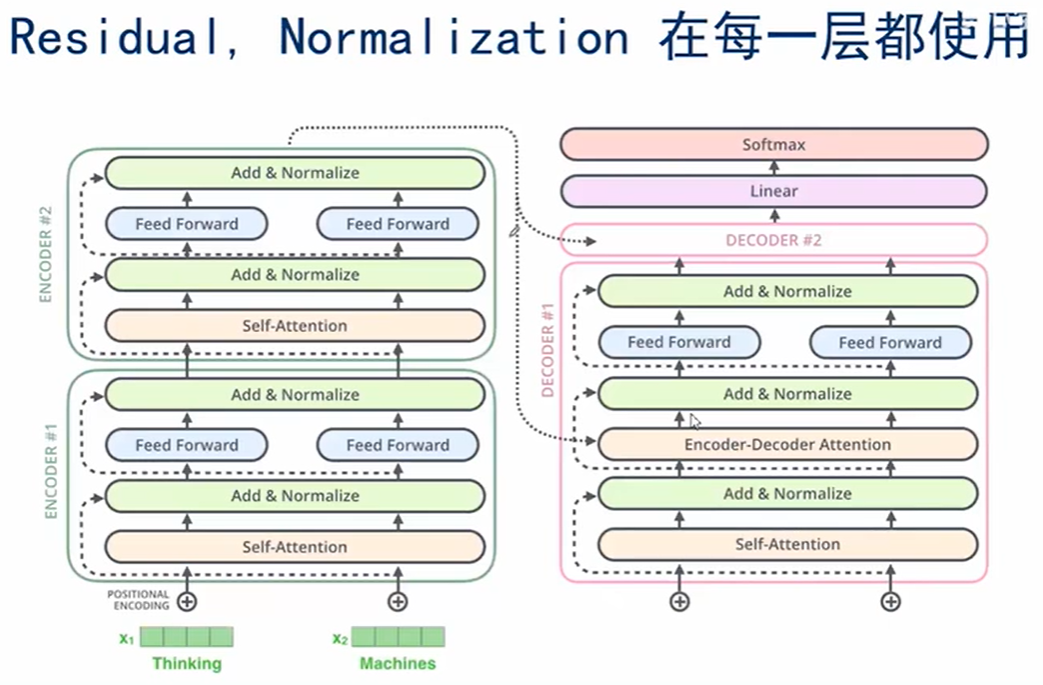 Residual, Normalization 在每一层都使用
ENCODER #2
Add & Normalize
Feed Forward Feed Forward
Add & Normalize
Self-Attention
ENCODER #1
Add & Normalize
Feed Forward Feed Forward
Add & Normalize
Self-Attention
POSITIONAL
ENCODING
x₁ x₂
Thinking Machines
Softmax
Linear
DECODER #2
DECODER #1
Add & Normalize
Feed Forward Feed Forward
Add & Normalize
Encoder-Decoder Attention
Add & Normalize
Self-Attention